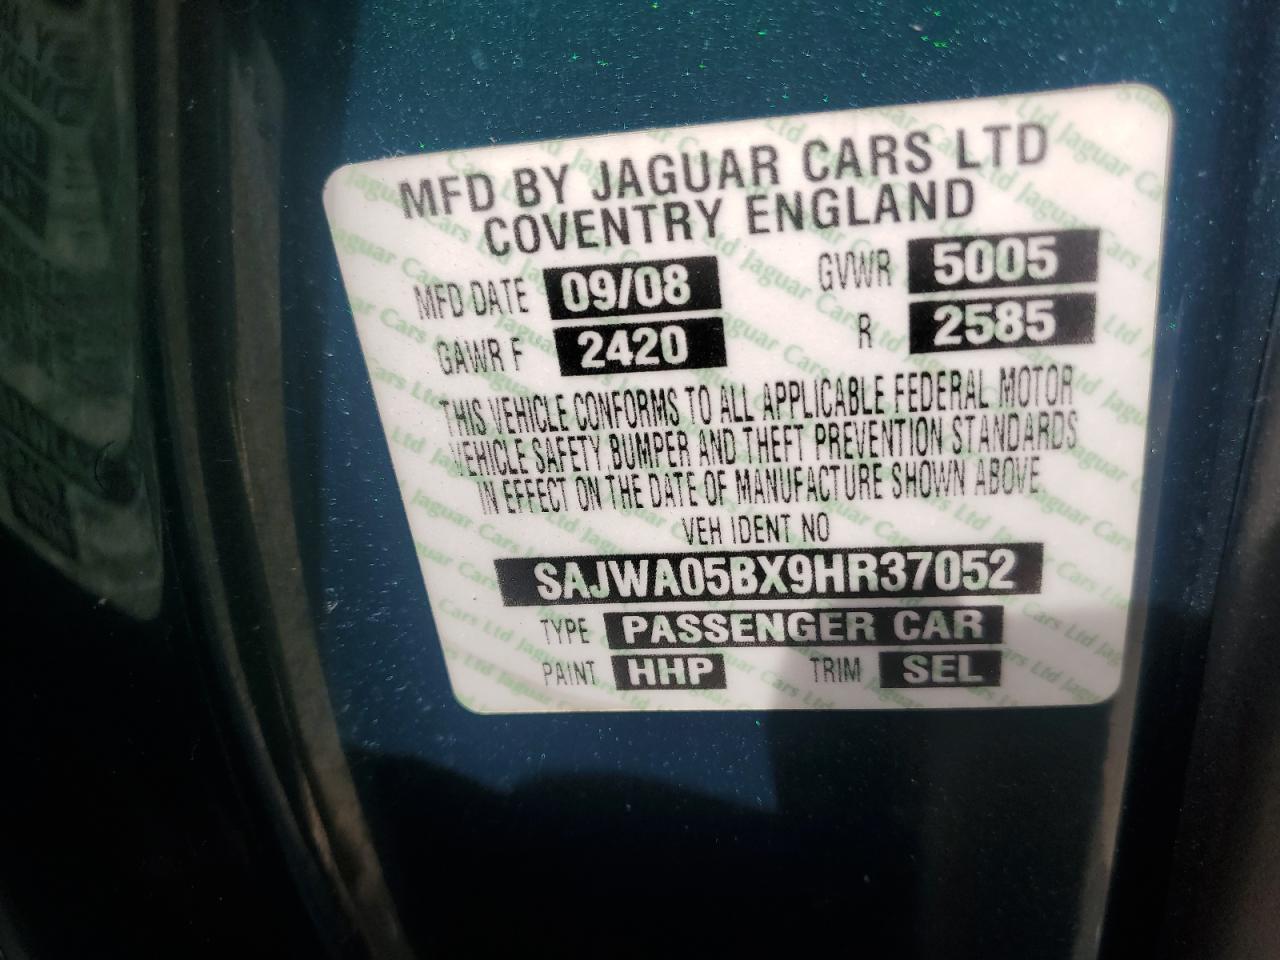 MFD BY JAGUAR CARS LTD
COVENTRY ENGLAND
MFD DATE 09/08 GVWR 5005
GAWR F 2420 R 2585
THIS VEHICLE CONFORMS TO ALL APPLICABLE FEDERAL MOTOR
VEHICLE SAFETY, BUMPER AND THEFT PREVENTION STANDARDS
IN EFFECT ON THE DATE OF MANUFACTURE SHOWN ABOVE
VEH IDENT NO
SAJWA05BX9HR37052
TYPE PASSENGER CAR
PAINT HHP TRIM SEL